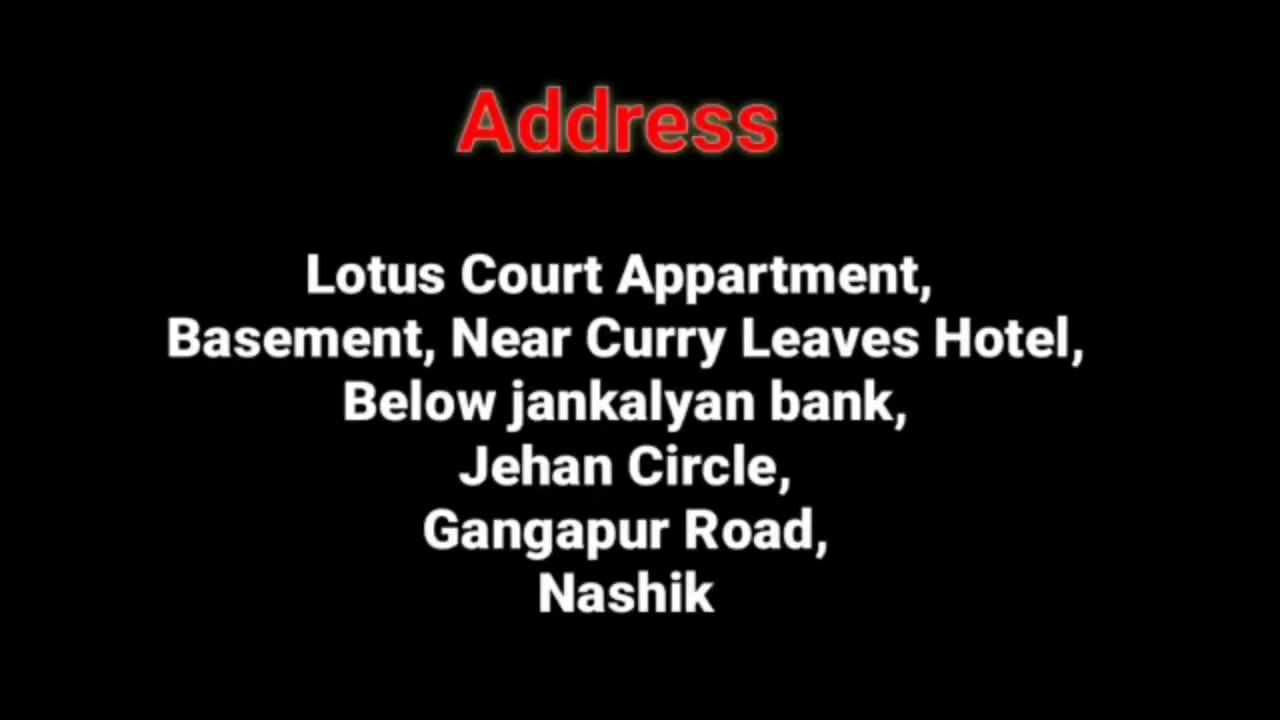 Address
Lotus Court Appartment,
Basement, Near Curry Leaves Hotel,
Below jankalyan bank,
Jehan Circle,
Gangapur Road,
Nashik